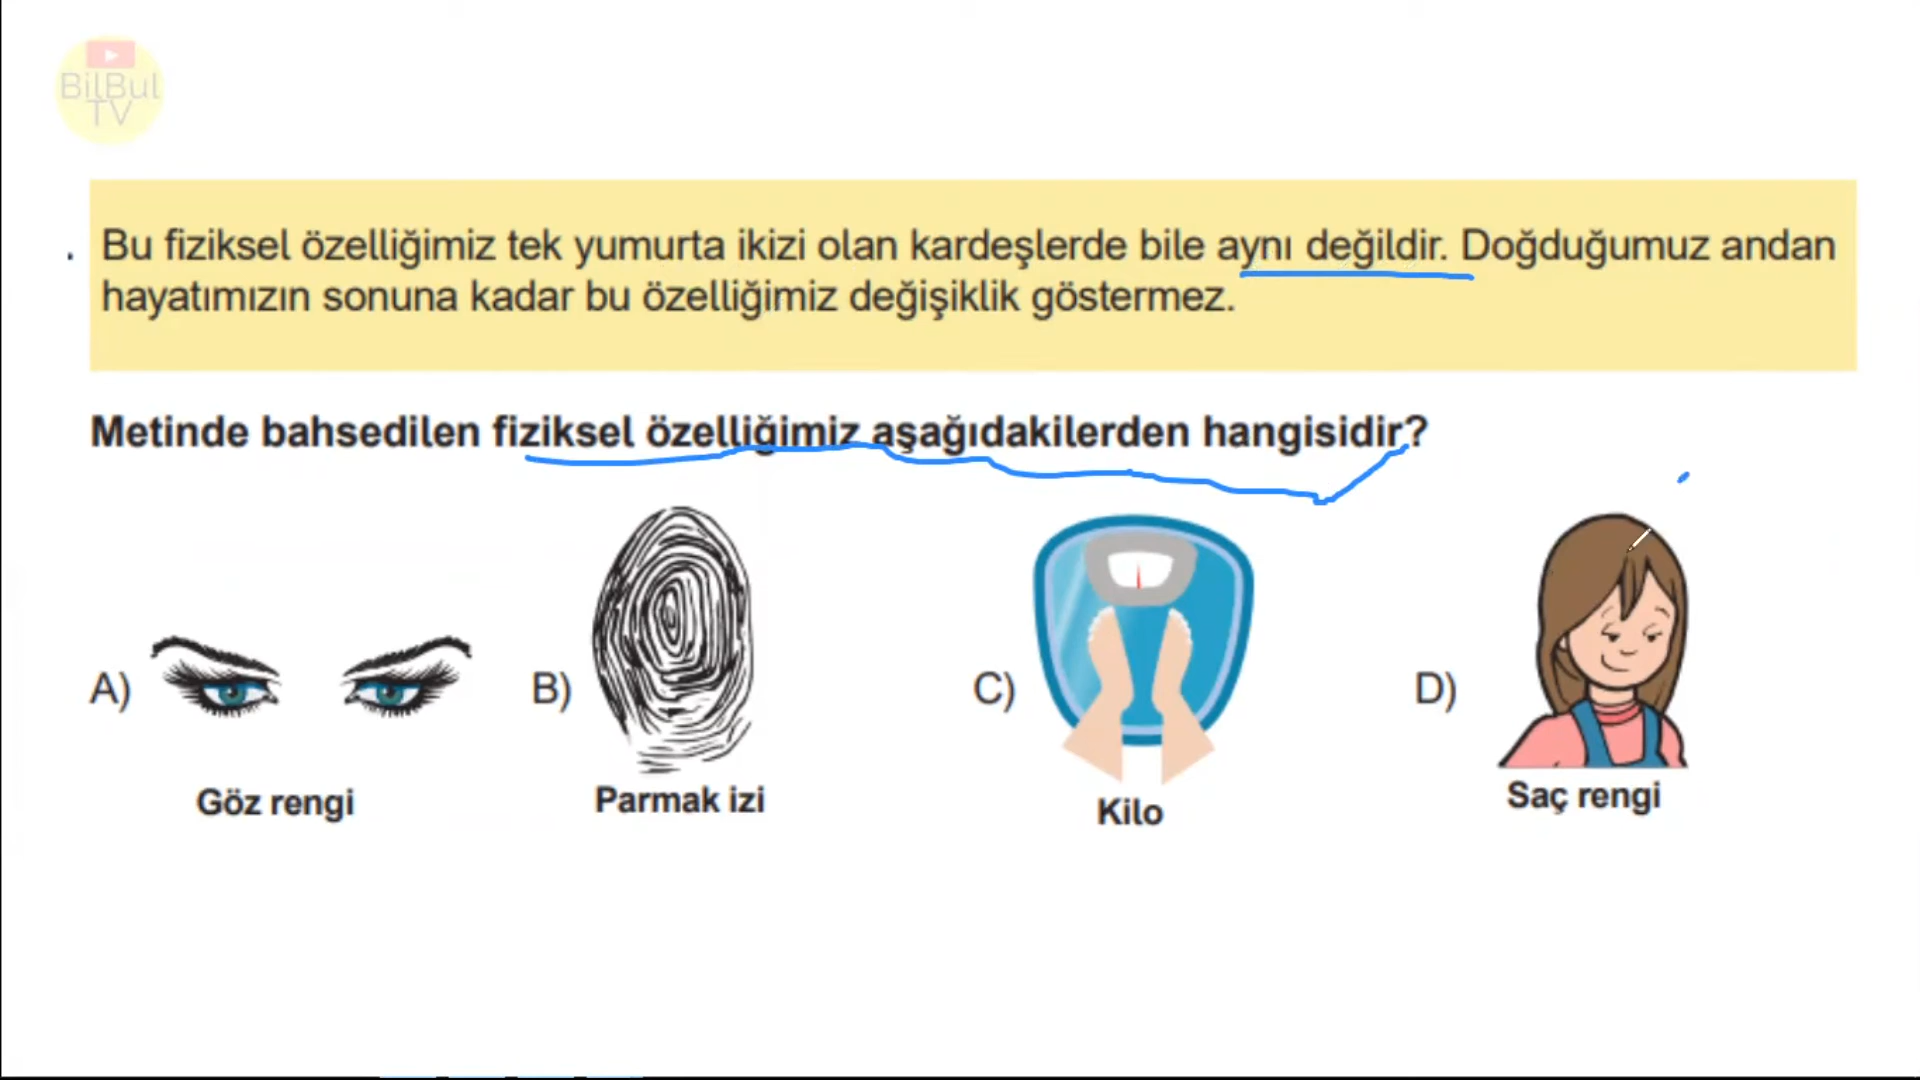 BilBul
TV
. Bu fiziksel özelliğimiz tek yumurta ikizi olan kardeşlerde bile aynı değildir. Doğduğumuz andan
hayatımızın sonuna kadar bu özelliğimiz değişiklik göstermez.
Metinde bahsedilen fiziksel özelliğimiz aşağıdakilerden hangisidir?
A) Göz rengi
B) Parmak izi
C) Kilo
D) Saç rengi